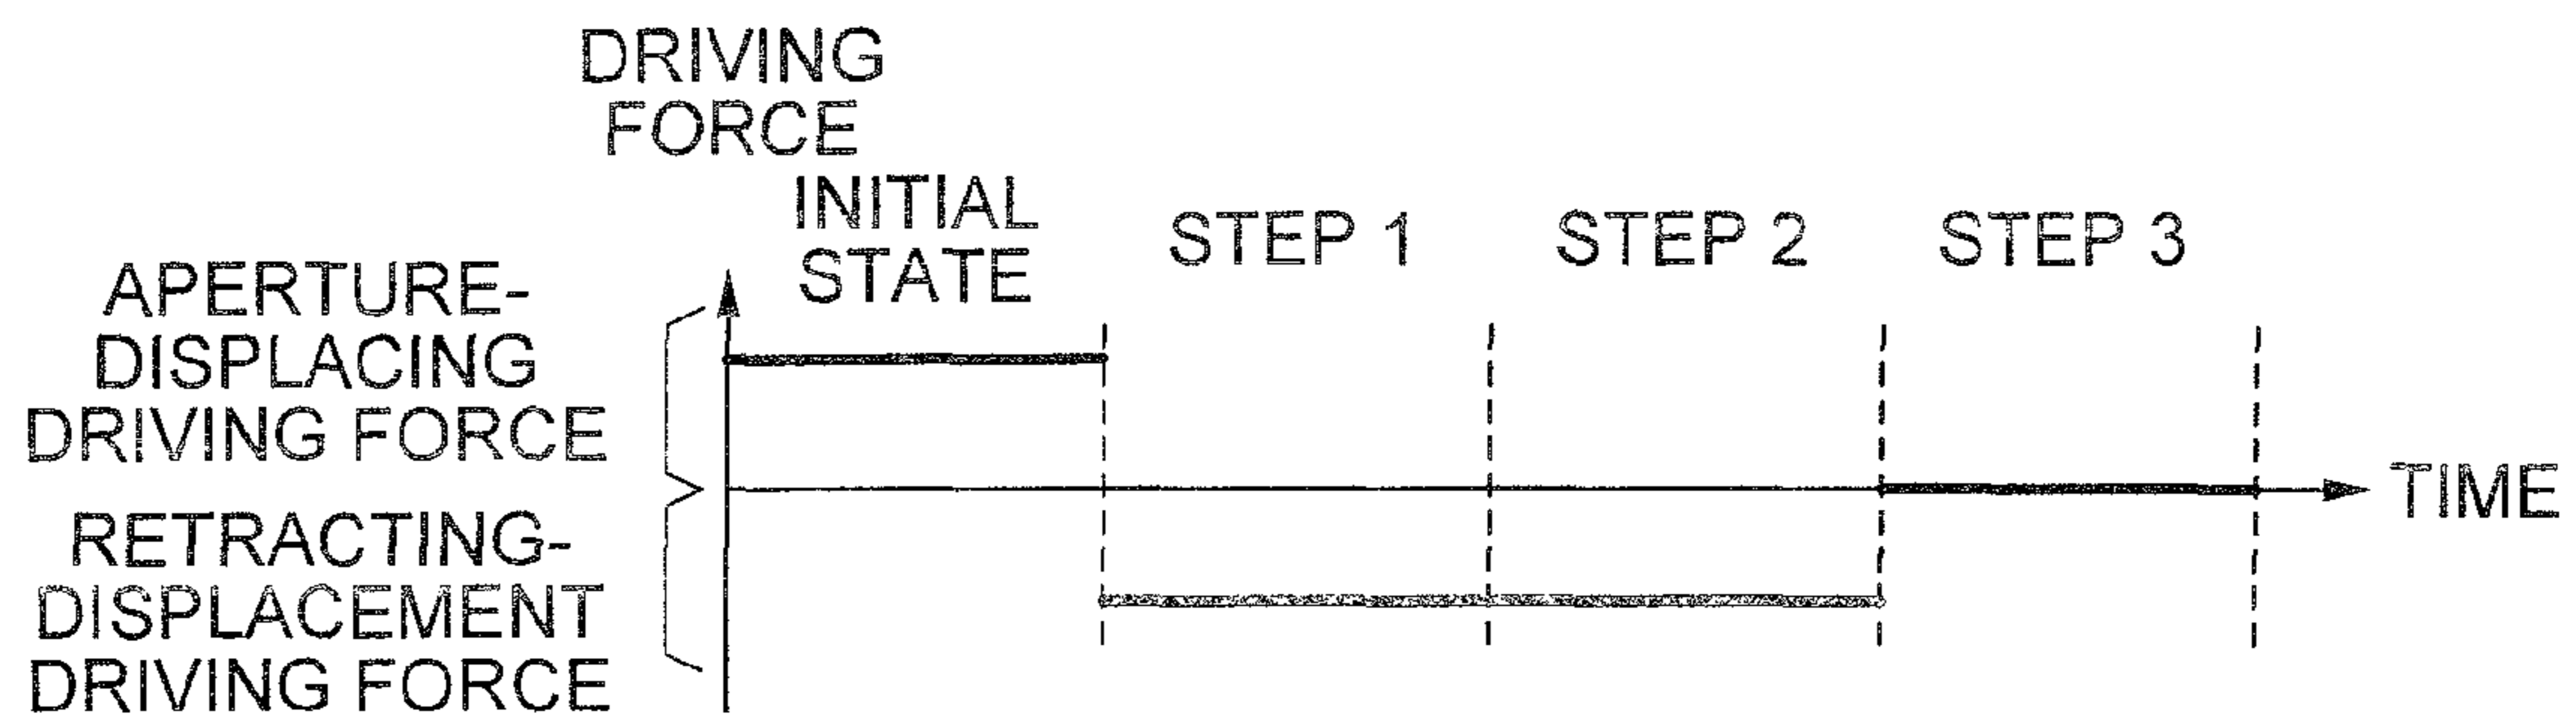 DRIVING
FORCE
INITIAL
STATE
STEP 1
STEP 2
STEP 3
APERTURE-
DISPLACING
DRIVING FORCE
RETRACTING-
DISPLACEMENT
DRIVING FORCE
TIME